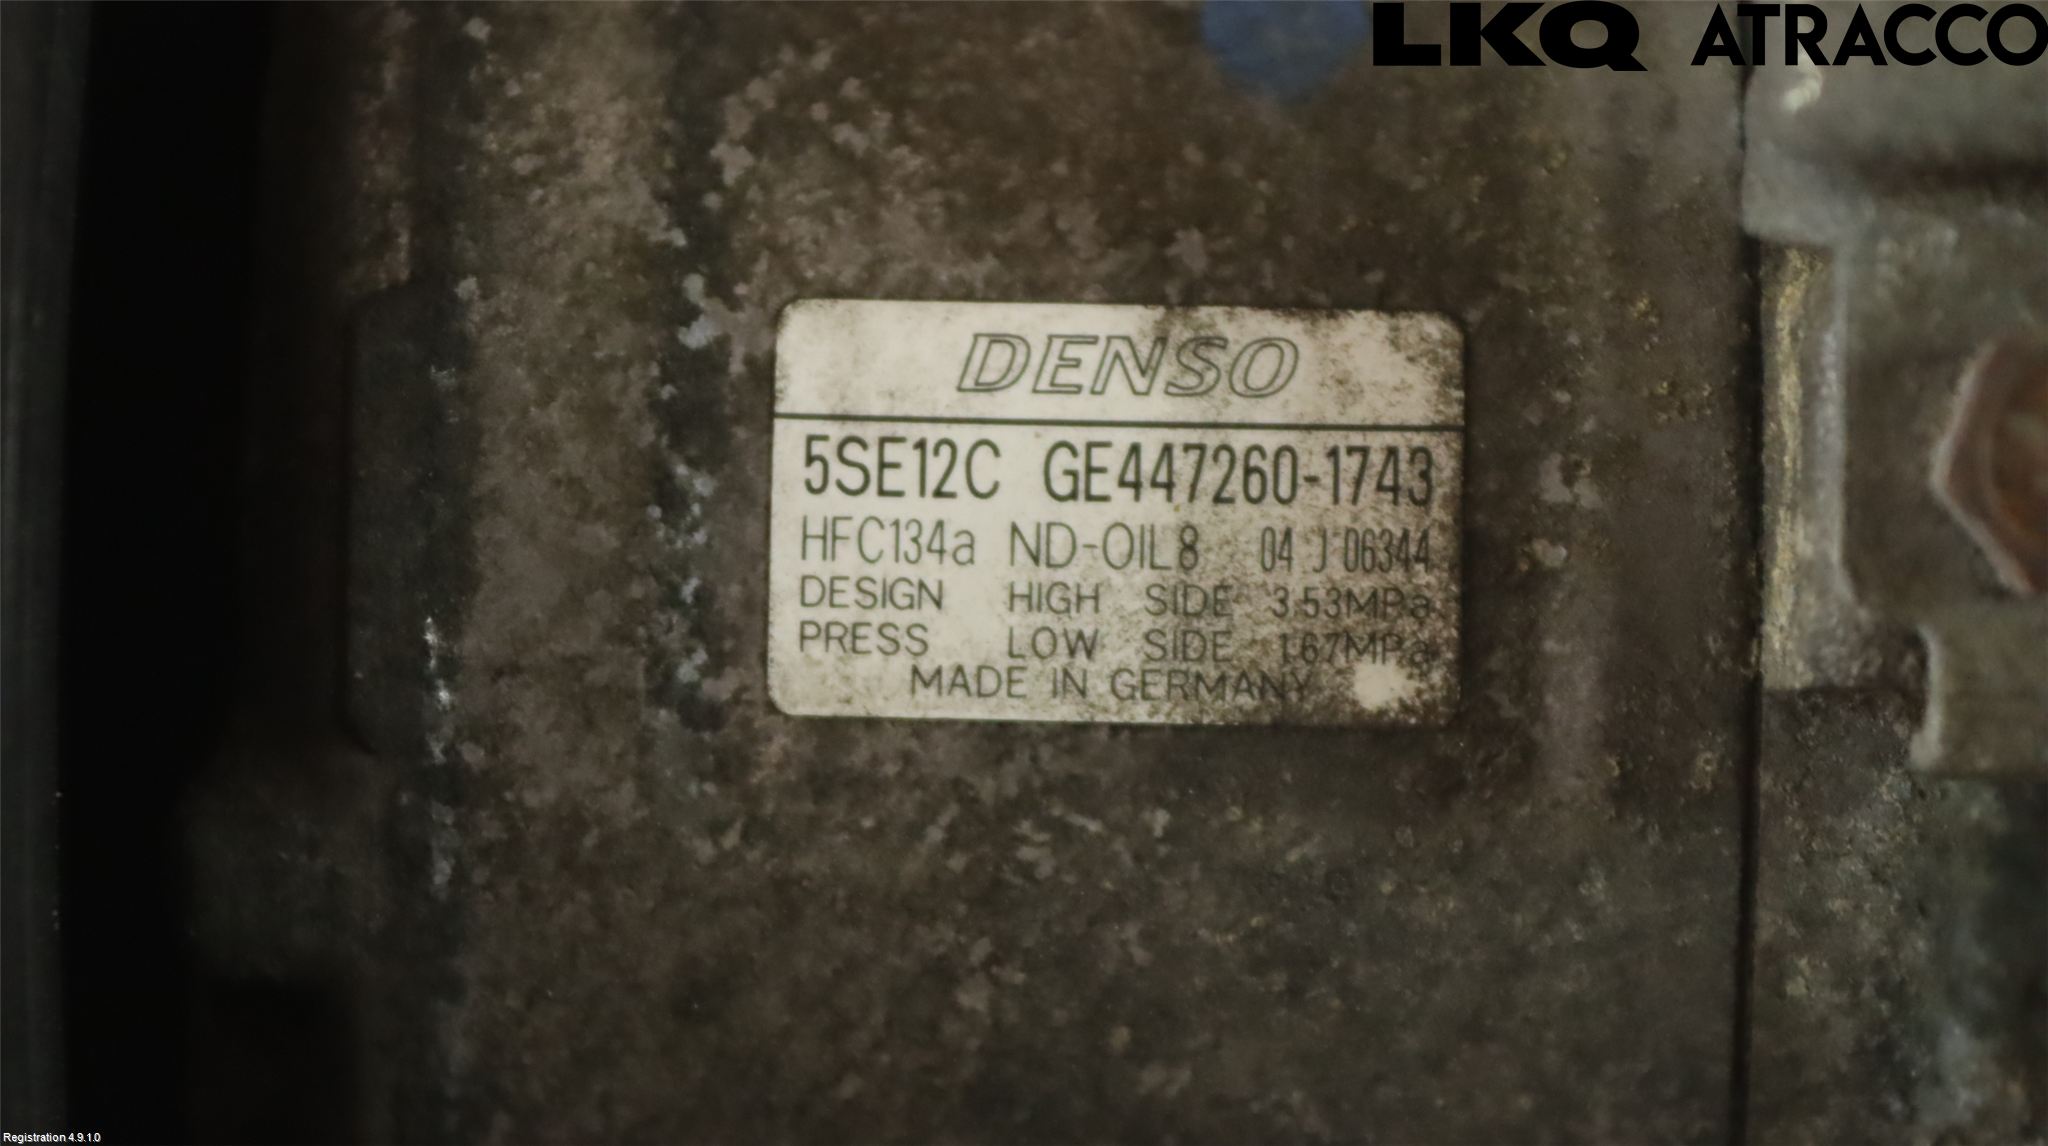 LKQ ATRACCO
DENSO
5SE12C GE447260-1743
HFC134a ND-OIL8 04 J 06344
DESIGN HIGH SIDE 3.53MPa
PRESS LOW SIDE 1.67MPa
MADE IN GERMANY
Registration 4.9.1.0